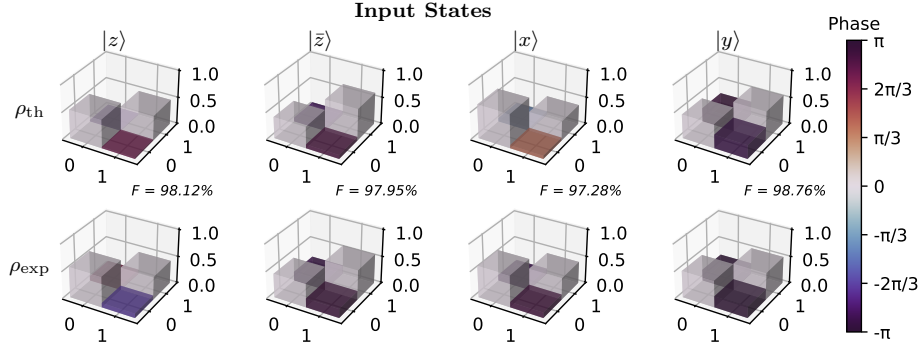 Input States
|z⟩ |z̄⟩ |x⟩ |y⟩ Phase
ρth
1.0 1.0 1.0 1.0 π
0.5 0.5 0.5 0.5 2π/3
0.0 0.0 0.0 0.0 π/3
0 1 0 1 0 1 0 1
1 0 1 0 1 0 1 0
F = 98.12% F = 97.95% F = 97.28% F = 98.76% 0
ρexp
1.0 1.0 1.0 1.0 -π/3
0.5 0.5 0.5 0.5 -2π/3
0.0 0.0 0.0 0.0
0 1 0 1 0 1 0 1 -π
1 0 1 0 1 0 1 0